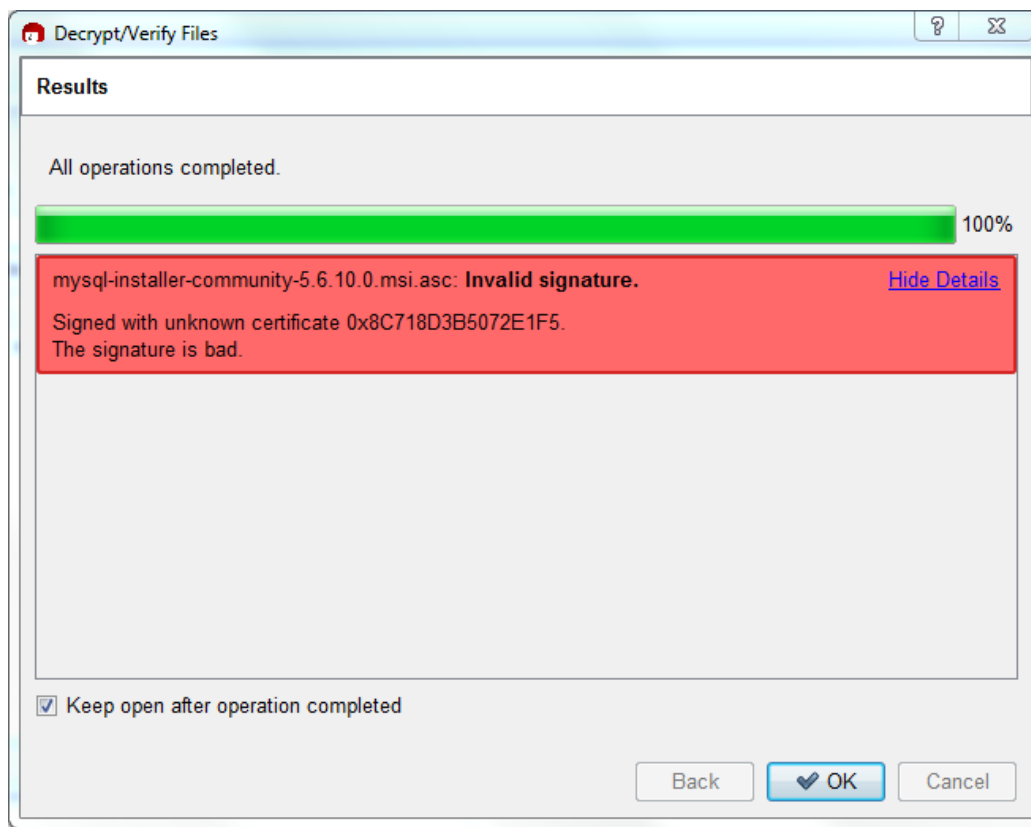 Decrypt/Verify Files
Results
All operations completed.
100%
mysql-installer-community-5.6.10.0.msi.asc: Invalid signature. Hide Details
Signed with unknown certificate 0x8C718D3B5072E1F5.
The signature is bad.
Keep open after operation completed
Back OK Cancel